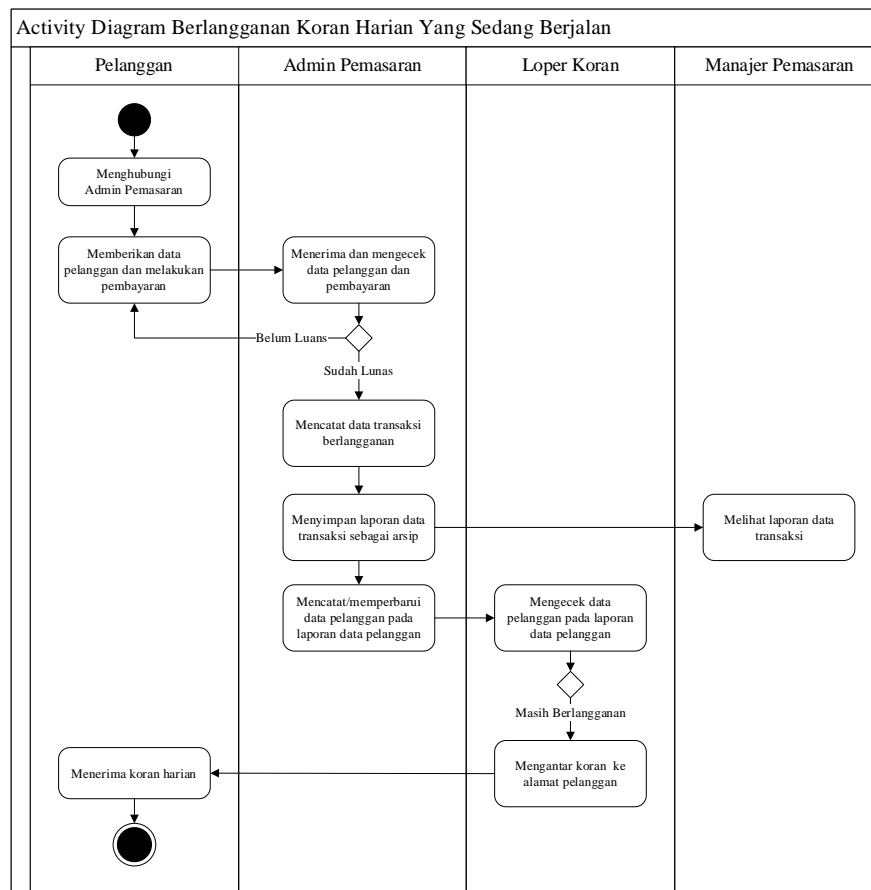 Activity Diagram Berlangganan Koran Harian Yang Sedang Berjalan
Pelanggan
Admin Pemasaran
Loper Koran
Manajer Pemasaran
Menghubungi
Admin Pemasaran
Memberikan data
pelanggan dan melakukan
pembayaran
Menerima dan mengecek
data pelanggan dan
pembayaran
Belum Luans
Sudah Lunas
Mencatat data transaksi
berlangganan
Menyimpan laporan data
transaksi sebagai arsip
Melihat laporan data
transaksi
Mencatat/memperbarui
data pelanggan pada
laporan data pelanggan
Mengecek data
pelanggan pada laporan
data pelanggan
Masih Berlangganan
Mengantar koran ke
alamat pelanggan
Menerima koran harian